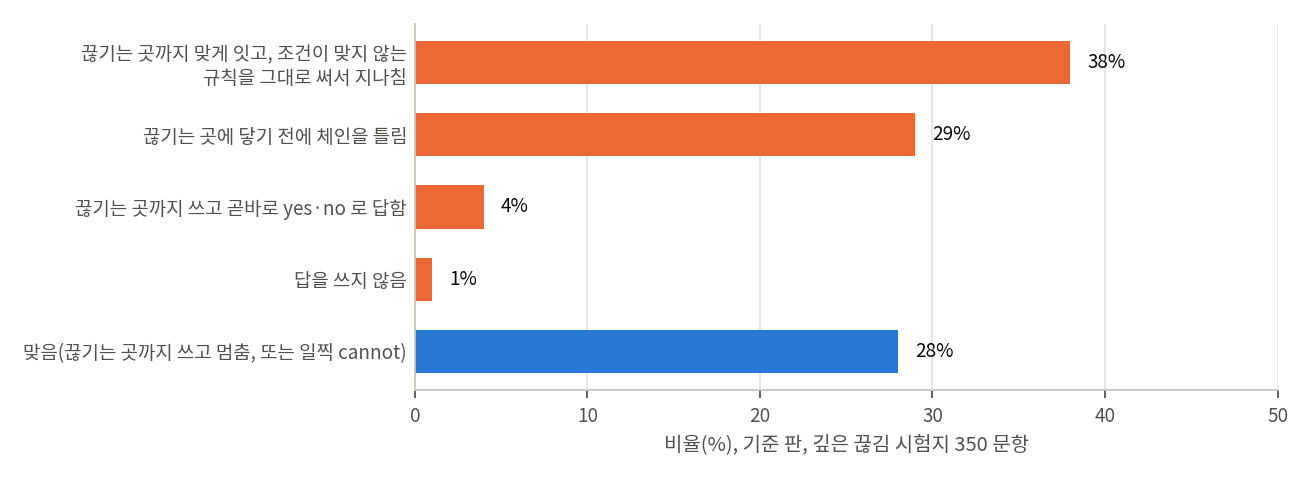 끊기는 곳까지 맞게 잇고, 조건이 맞지 않는
규칙을 그대로 써서 지나침
38%
끊기는 곳에 닿기 전에 체인을 틀림
29%
끊기는 곳까지 쓰고 곧바로 yes·no 로 답함
4%
답을 쓰지 않음
1%
맞음(끊기는 곳까지 쓰고 멈춤, 또는 일찍 cannot)
28%
0 10 20 30 40 50
비율(%), 기준 판, 깊은 끊김 시험지 350 문항